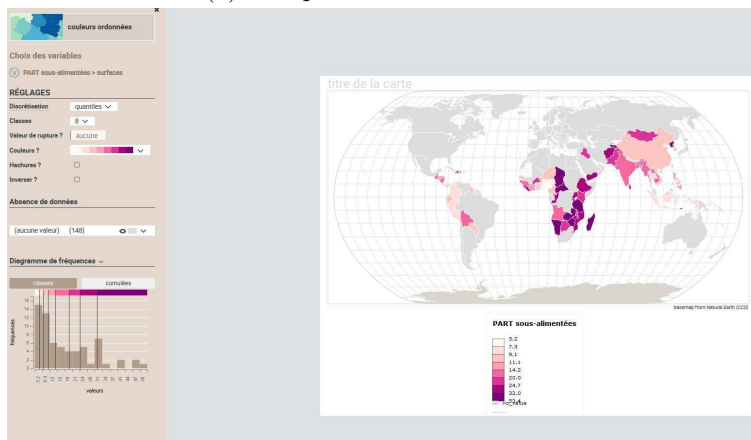 couleurs ordonnées
Choix des variables
PART sous-alimentées > surfaces
RÉGLAGES
Discrétisation quantiles
Classes 8
Valeur de rupture ? aucune
Couleurs ?
Hachures ?
Inverser ?
Absence de données
(aucune valeur) (148)
Diagramme de fréquences
classes cumulées
fréquences
valeurs
titre de la carte
basemap from Natural Earth (CC0)
PART sous-alimentées
5.2
7.3
9.1
11.1
14.2
20.0
24.7
32.0
no_value